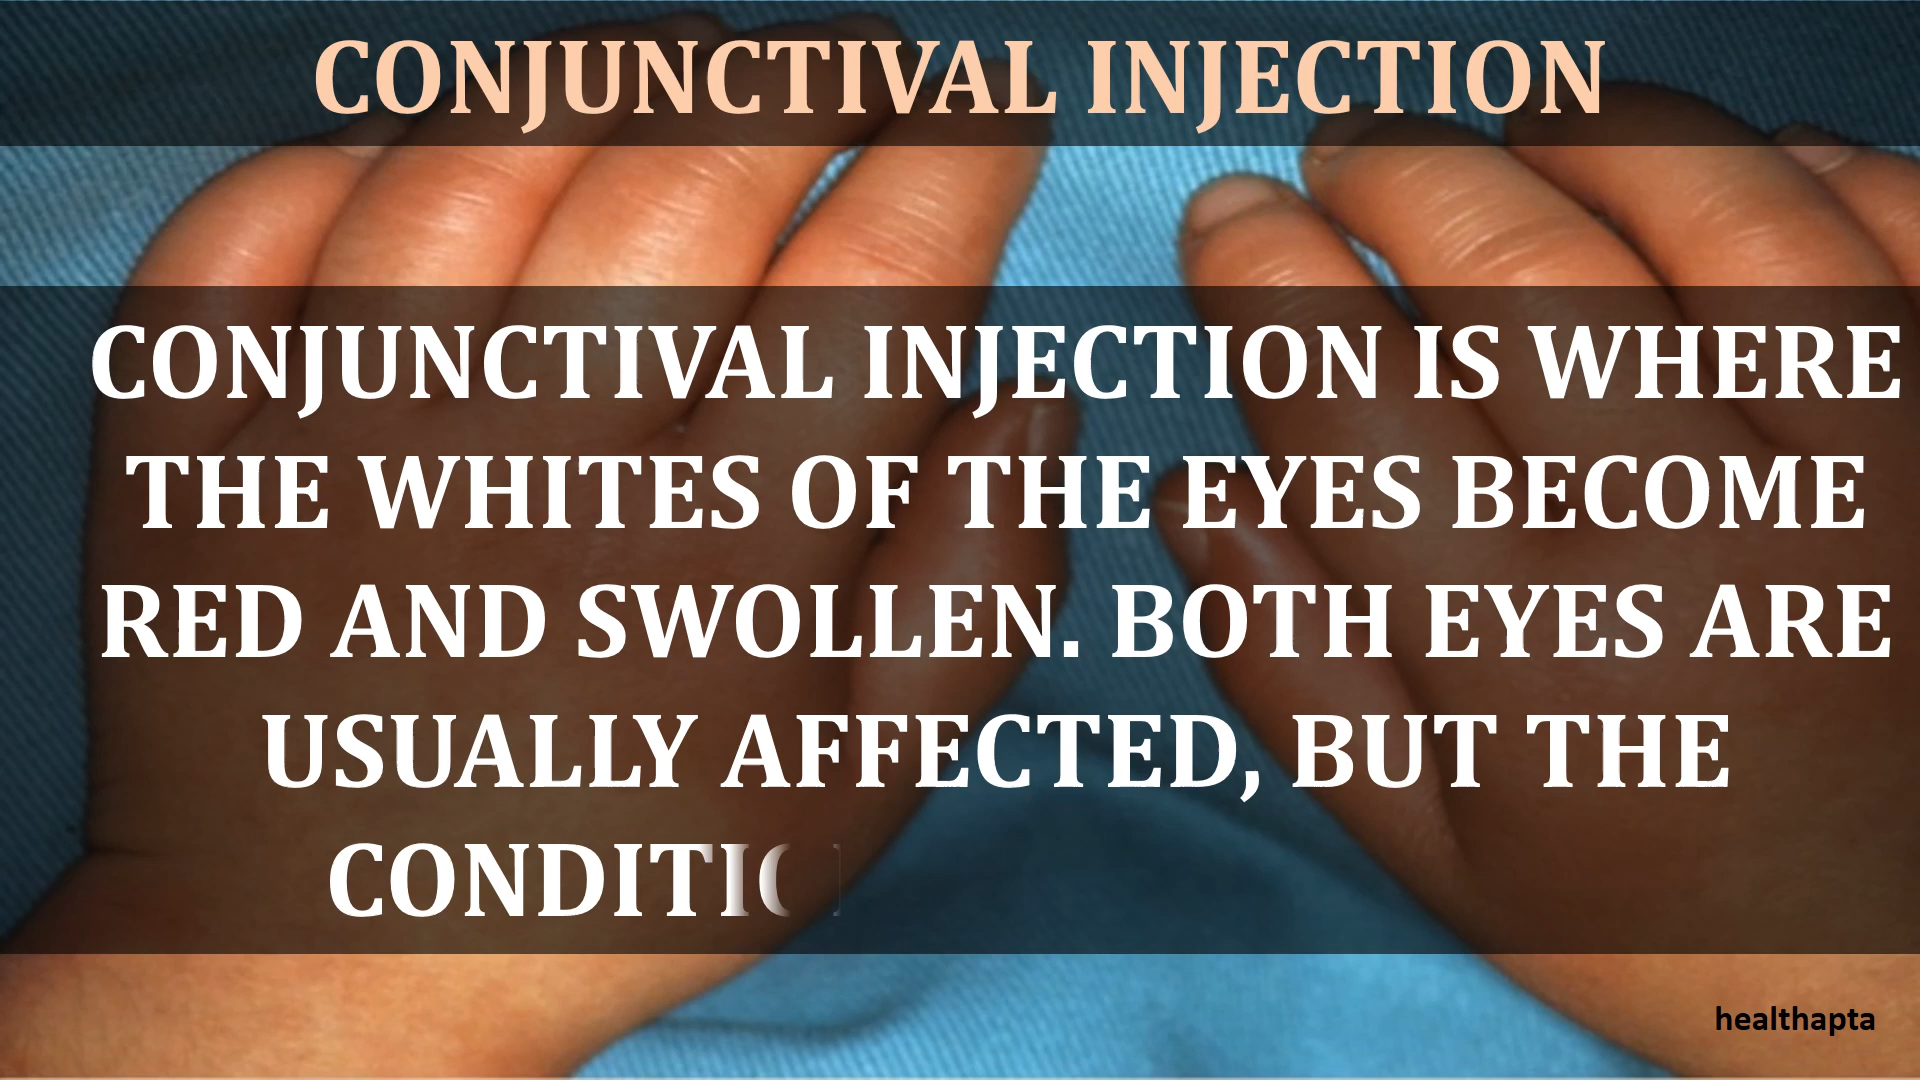 CONJUNCTIVAL INJECTION
CONJUNCTIVAL INJECTION IS WHERE
THE WHITES OF THE EYES BECOME
RED AND SWOLLEN. BOTH EYES ARE
USUALLY AFFECTED, BUT THE
healthapta